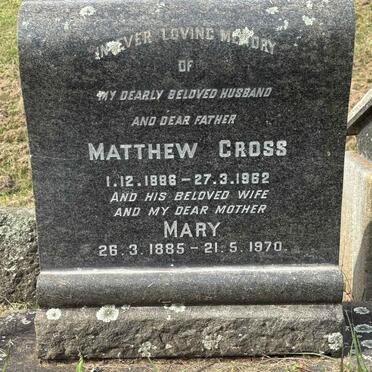 IN EVER LOVING MEMORY
OF
MY DEARLY BELOVED HUSBAND
AND DEAR FATHER
MATTHEW CROSS
1.12.1886 – 27.3.1962
AND HIS BELOVED WIFE
AND MY DEAR MOTHER
MARY
26.3.1885 – 21.5.1970.